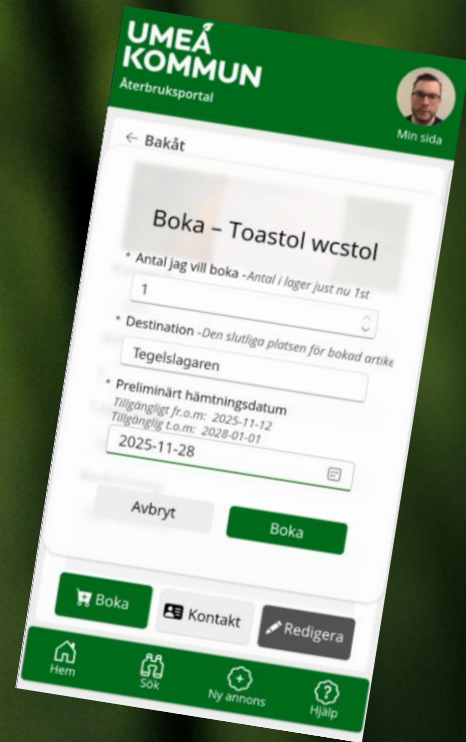 UMEÅ
KOMMUN
Återbruksportal
Min sida
← Bakåt
Boka – Toastol wcstol
* Antal jag vill boka -Antal i lager just nu 1st
1
* Destination -Den slutliga platsen för bokad artike
Tegelslagaren
* Preliminärt hämtningsdatum
Tillgängligt fr.o.m: 2025-11-12
Tillgänglig t.o.m: 2028-01-01
2025-11-28
Avbryt
Boka
Boka
Kontakt
Redigera
Hem
Sök
Ny annons
Hjälp